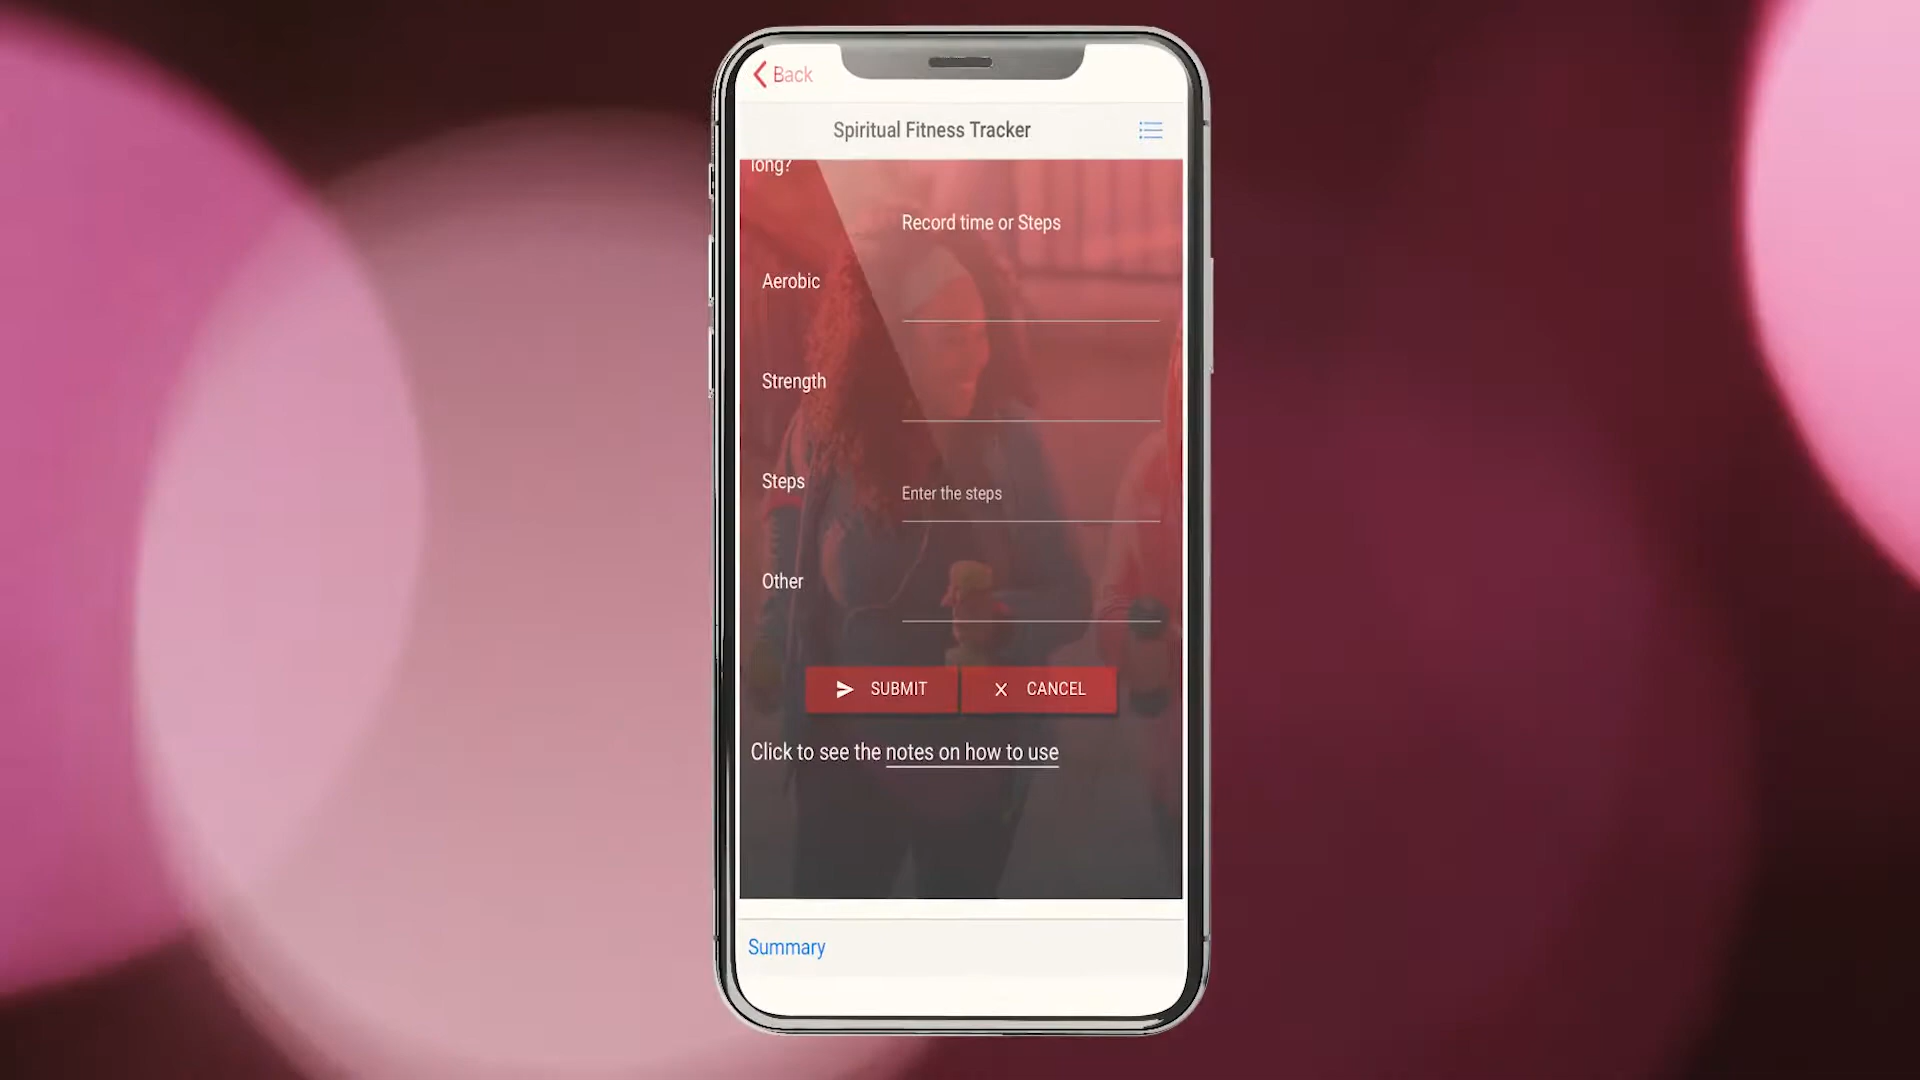 Back
Spiritual Fitness Tracker
long?
Record time or Steps
Aerobic
Strength
Steps
Enter the steps
Other
SUBMIT
CANCEL
Click to see the notes on how to use
Summary